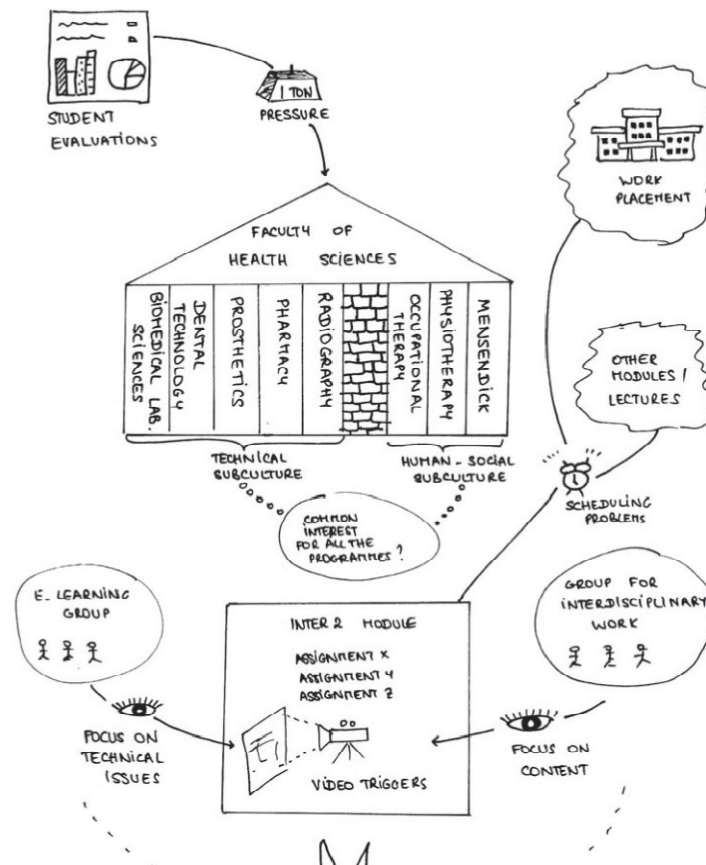 STUDENT
EVALUATIONS
1 TON
PRESSURE
WORK
PLACEMENT
FACULTY OF
HEALTH SCIENCES
BIOMEDICAL LAB.
SCIENCES
DENTAL
TECHNOLOGY
PROSTHETICS
PHARMACY
RADIOGRAPHY
OCCUPATIONAL
THERAPY
PHYSIOTHERAPY
MENSENDICK
OTHER
MODULES /
LECTURES
TECHNICAL
SUBCULTURE
HUMAN - SOCIAL
SUBCULTURE
SCHEDULING
PROBLEMS
COMMON
INTEREST
FOR ALL THE
PROGRAMMES?
E-LEARNING
GROUP
GROUP FOR
INTERDISCIPLINARY
WORK
INTER 2 MODULE
ASSIGNMENT X
ASSIGNMENT Y
ASSIGNMENT Z
VIDEO TRIGGERS
FOCUS ON
TECHNICAL
ISSUES
FOCUS ON
CONTENT